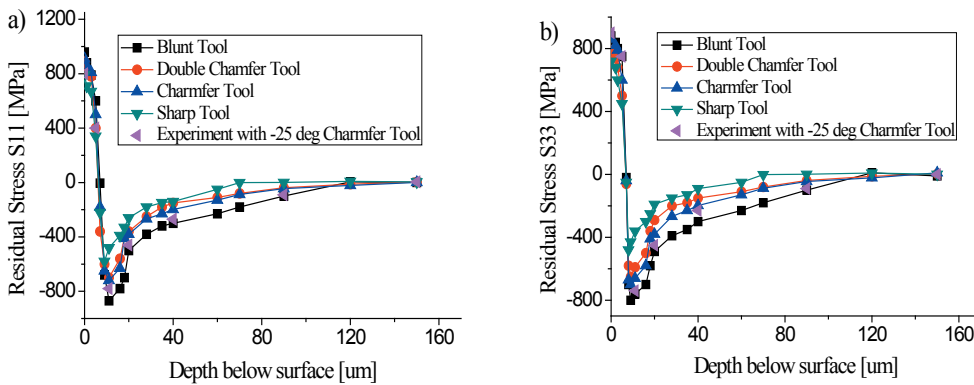 a)
1200
800
400
0
-400
-800
0
40
80
120
160
Residual Stress S11 [MPa]
Depth below surface [um]
Blunt Tool
Double Chamfer Tool
Charmfer Tool
Sharp Tool
Experiment with -25 deg Charmfer Tool
b)
800
400
0
-400
-800
0
40
80
120
160
Residual Stress S33 [MPa]
Depth below surface [um]
Blunt Tool
Double Chamfer Tool
Charmfer Tool
Sharp Tool
Experiment with -25 deg Charmfer Tool